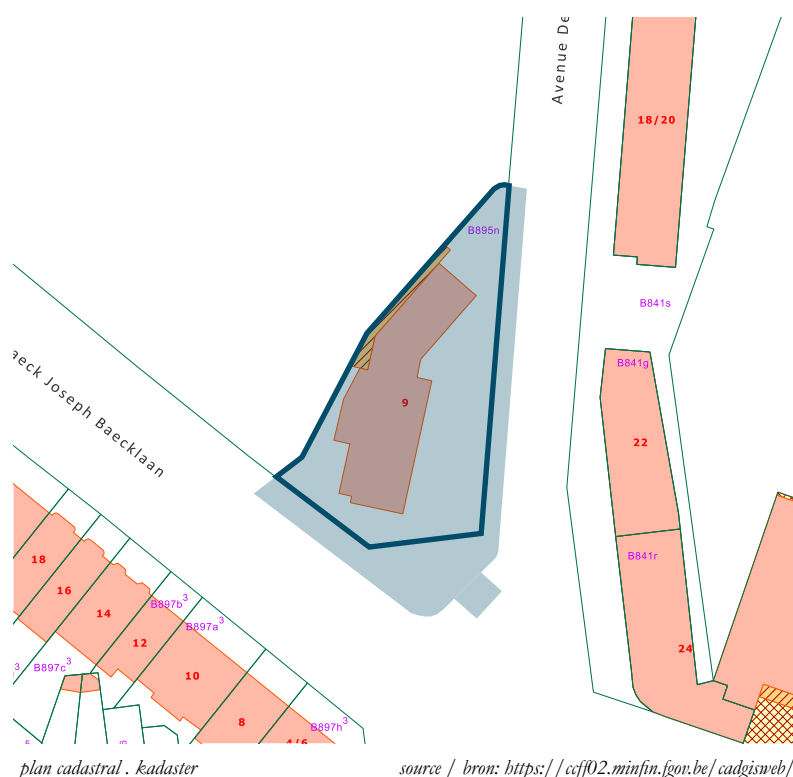 Avenue De
18/20
B895n
B841s
aeck Joseph Baecklaan
B841g
9
22
18
B841r
16
B897b3
14
B897a3
12
24
B897c3
10
8
B897h3
4/6
plan cadastral . kadaster
source / bron: https://ccff02.minfin.fgov.be/cadgisweb/